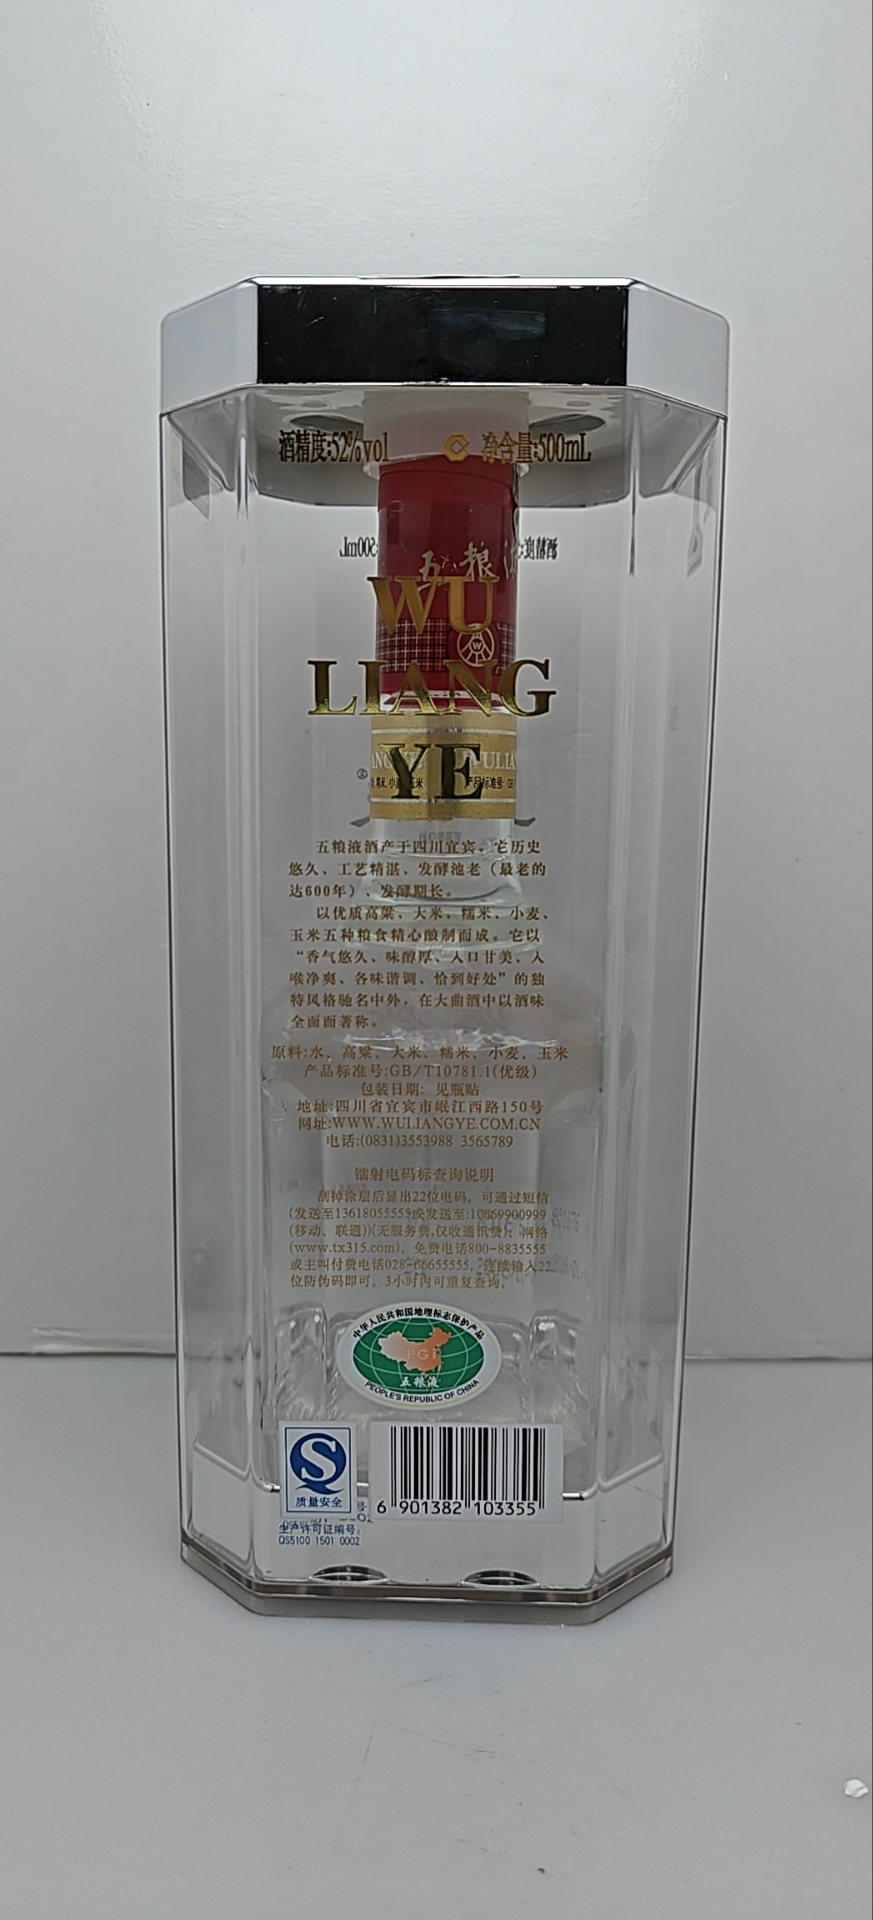 酒精度:52%vol 净含量:500mL
五粮
WU
LIANG
YE
五粮液酒产于四川宜宾。它历史
悠久、工艺精湛、发酵池老（最老的
达600年）、发酵期长。
以优质高粱、大米、糯米、小麦、
玉米五种粮食精心酿制而成。它以
“香气悠久、味醇厚、入口甘美、入
喉净爽、各味谐调、恰到好处”的独
特风格驰名中外，在大曲酒中以酒味
全面而著称。
原料:水、高粱、大米、糯米、小麦、玉米
产品标准号:GB/T10781.1(优级)
包装日期: 见瓶贴
地址:四川省宜宾市岷江西路150号
网址:WWW.WULIANGYE.COM.CN
电话:(0831)3553988 3565789
镭射电码标查询说明
刮掉涂层后显出22位电码，可通过短信
(发送至13618055555或发送至:10669900999
(移动、联通))(无服务费,仅收通讯费)；网络
(www.tx315.com)，免费电话800-8835555
或主叫付费电话028-66655555，连续输入22
位防伪码即可。3小时内可重复查询。
中华人民共和国地理标志保护产品
PGI
五粮液
PEOPLE'S REPUBLIC OF CHINA
质量安全
6 901382 103355
生产许可证编号:
QS5100 1501 0002